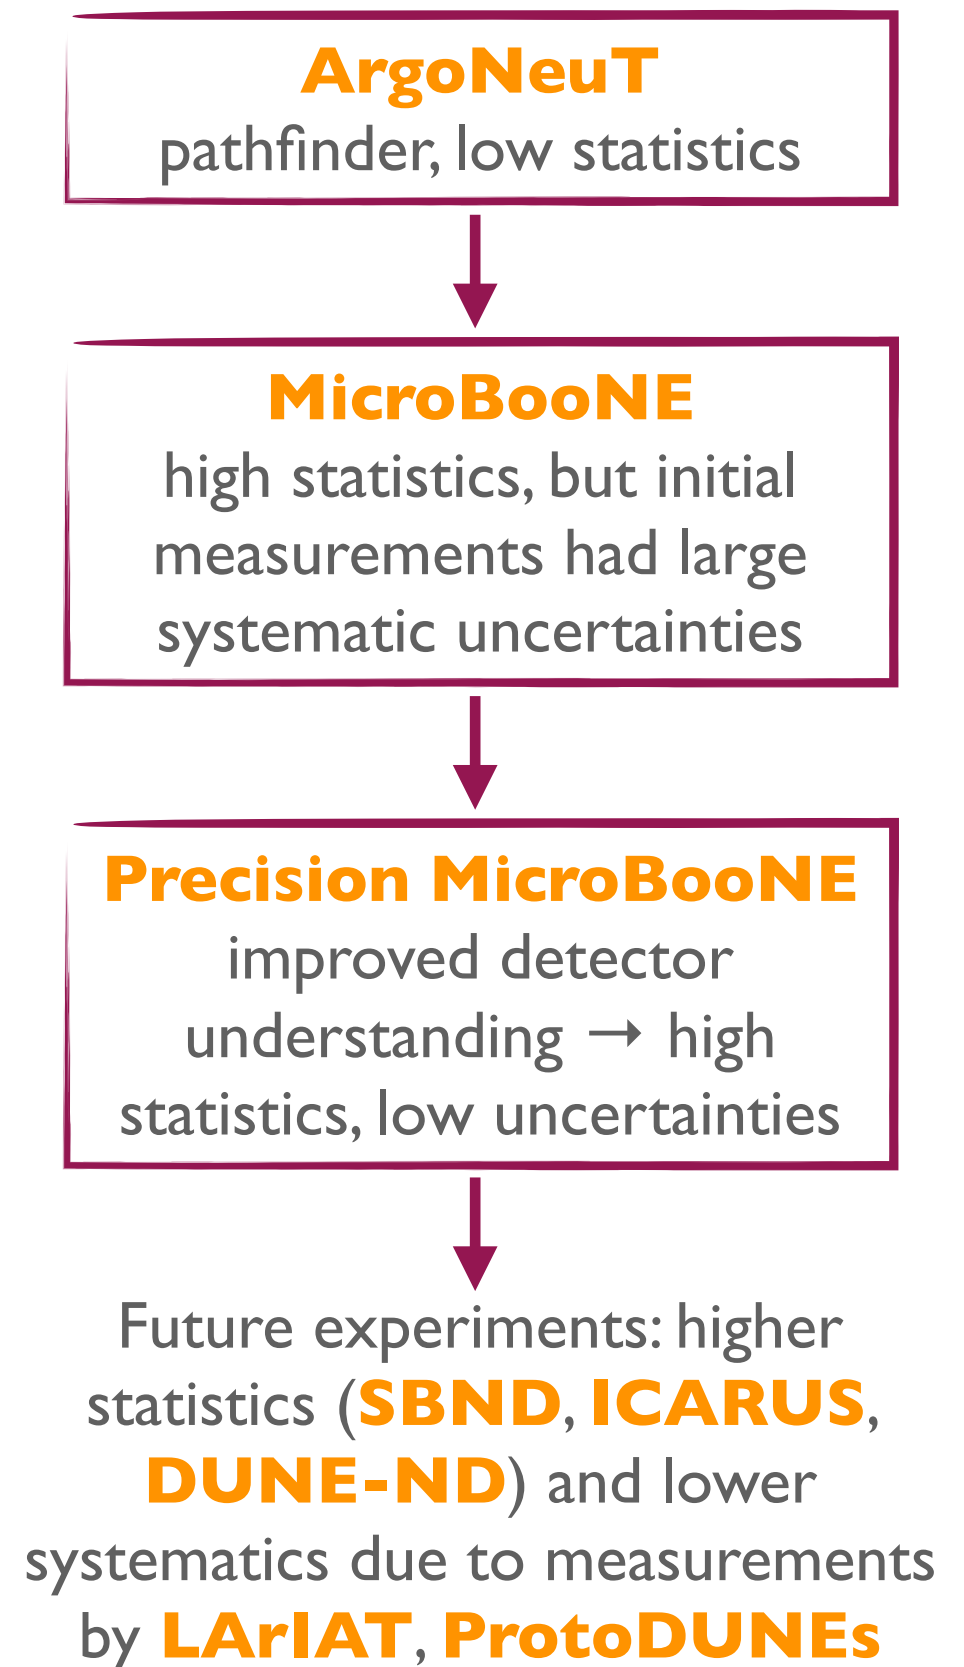 ArgoNeuT
pathfinder, low statistics
MicroBooNE
high statistics, but initial
measurements had large
systematic uncertainties
Precision MicroBooNE
improved detector
understanding → high
statistics, low uncertainties
Future experiments: higher
statistics (SBND, ICARUS,
DUNE-ND) and lower
systematics due to measurements
by LArIAT, ProtoDUNEs